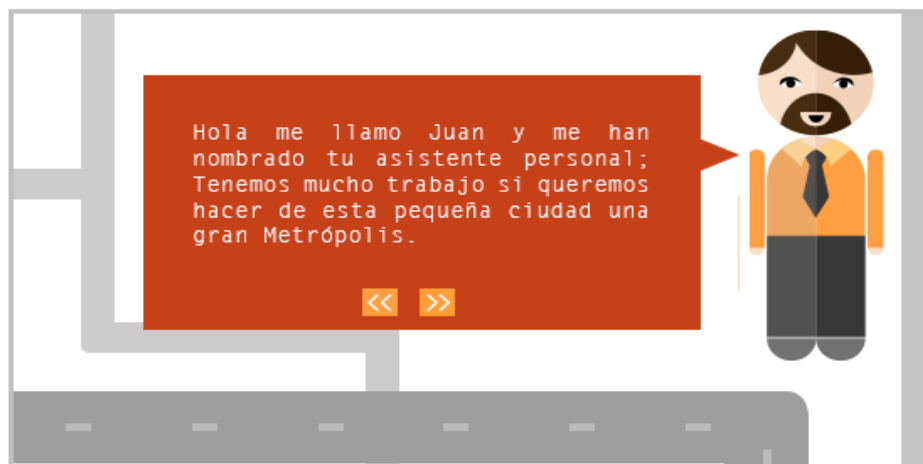 Hola me llamo Juan y me han
nombrado tu asistente personal;
Tenemos mucho trabajo si queremos
hacer de esta pequeña ciudad una
gran Metrópolis.
<< >>